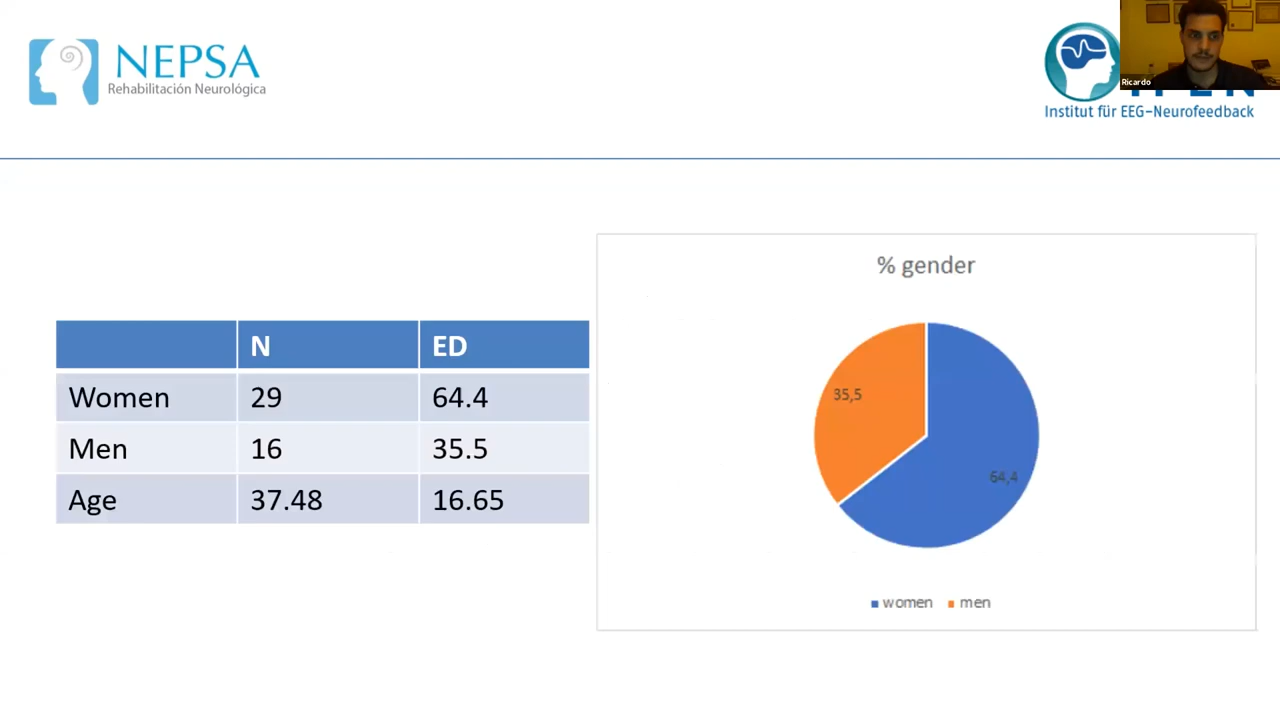 NEPSA
Rehabilitación Neurológica
Institut für EEG-Neurofeedback
Ricardo
% gender
N ED
Women 29 64.4
Men 16 35.5
Age 37.48 16.65
35,5
64,4
women men